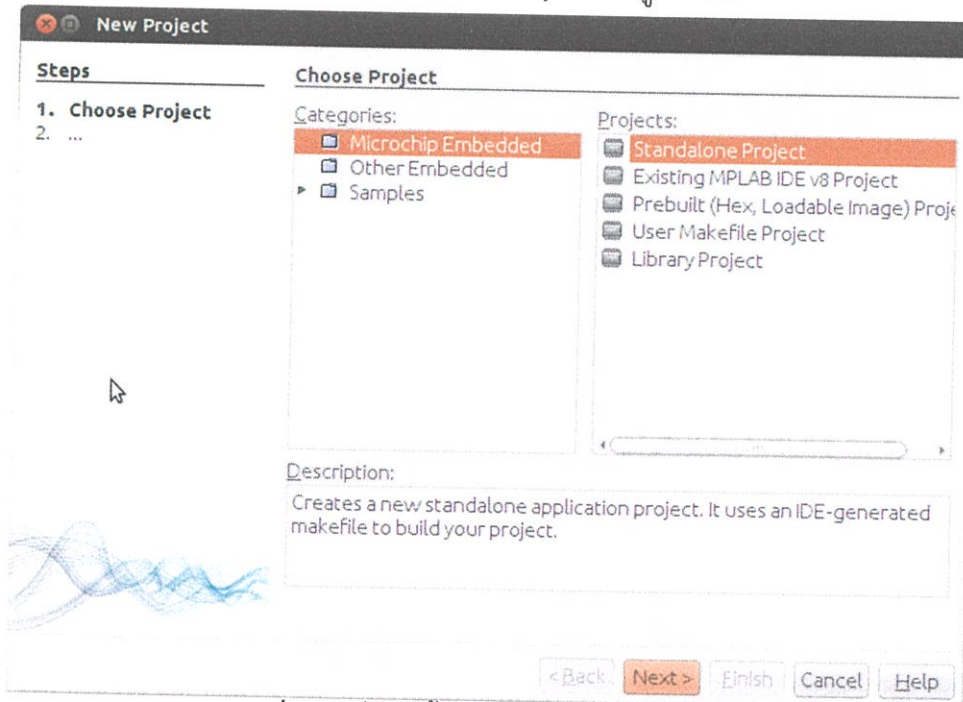 New Project
Steps
1. Choose Project
2. ...
Choose Project
Categories:
Microchip Embedded
Other Embedded
Samples
Projects:
Standalone Project
Existing MPLAB IDE v8 Project
Prebuilt (Hex, Loadable Image) Proje
User Makefile Project
Library Project
Description:
Creates a new standalone application project. It uses an IDE-generated
makefile to build your project.
< Back Next > Finish Cancel Help